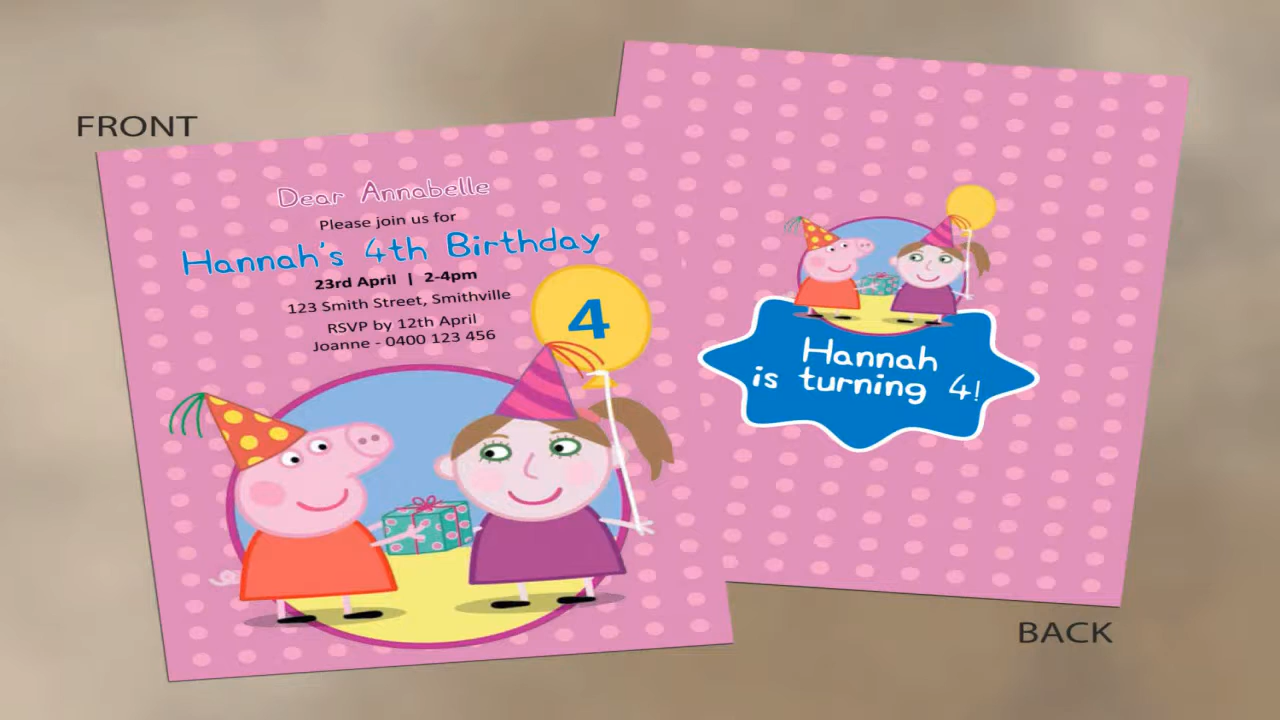 FRONT
Dear Annabelle
Please join us for
Hannah's 4th Birthday
23rd April | 2-4pm
123 Smith Street, Smithville
RSVP by 12th April
Joanne - 0400 123 456
4
Hannah
is turning 4!
BACK